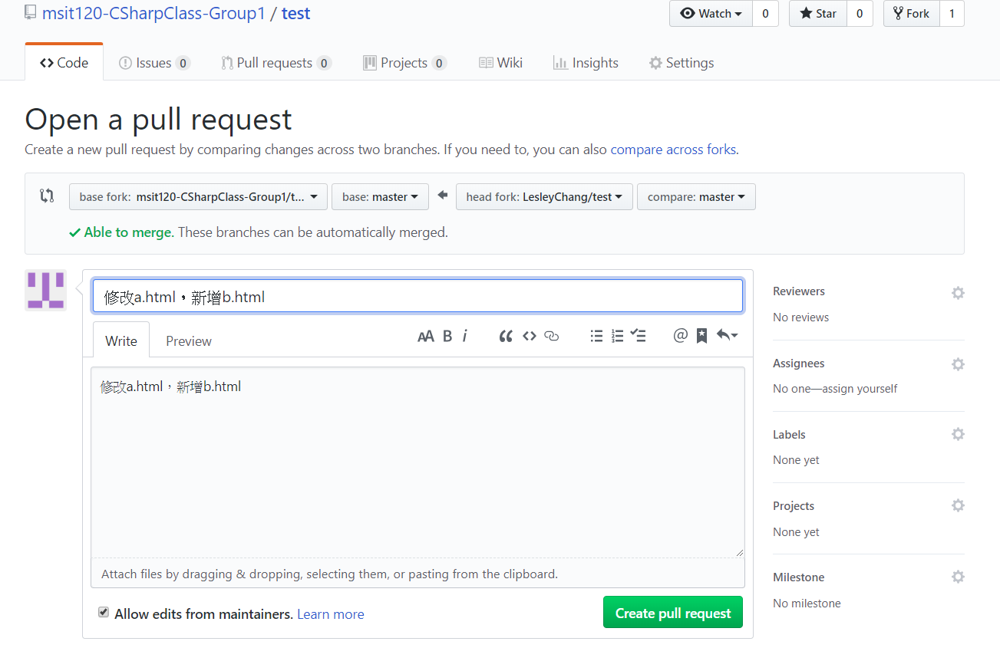 msit120-CSharpClass-Group1 / test
Watch 0 Star 0 Fork 1
Code Issues 0 Pull requests 0 Projects 0 Wiki Insights Settings
Open a pull request
Create a new pull request by comparing changes across two branches. If you need to, you can also compare across forks.
base fork: msit120-CSharpClass-Group1/t... base: master head fork: LesleyChang/test compare: master
Able to merge. These branches can be automatically merged.
修改a.html，新增b.html
Write Preview AA B i
修改a.html，新增b.html
Attach files by dragging & dropping, selecting them, or pasting from the clipboard.
Allow edits from maintainers. Learn more
Create pull request
Reviewers
No reviews
Assignees
No one—assign yourself
Labels
None yet
Projects
None yet
Milestone
No milestone